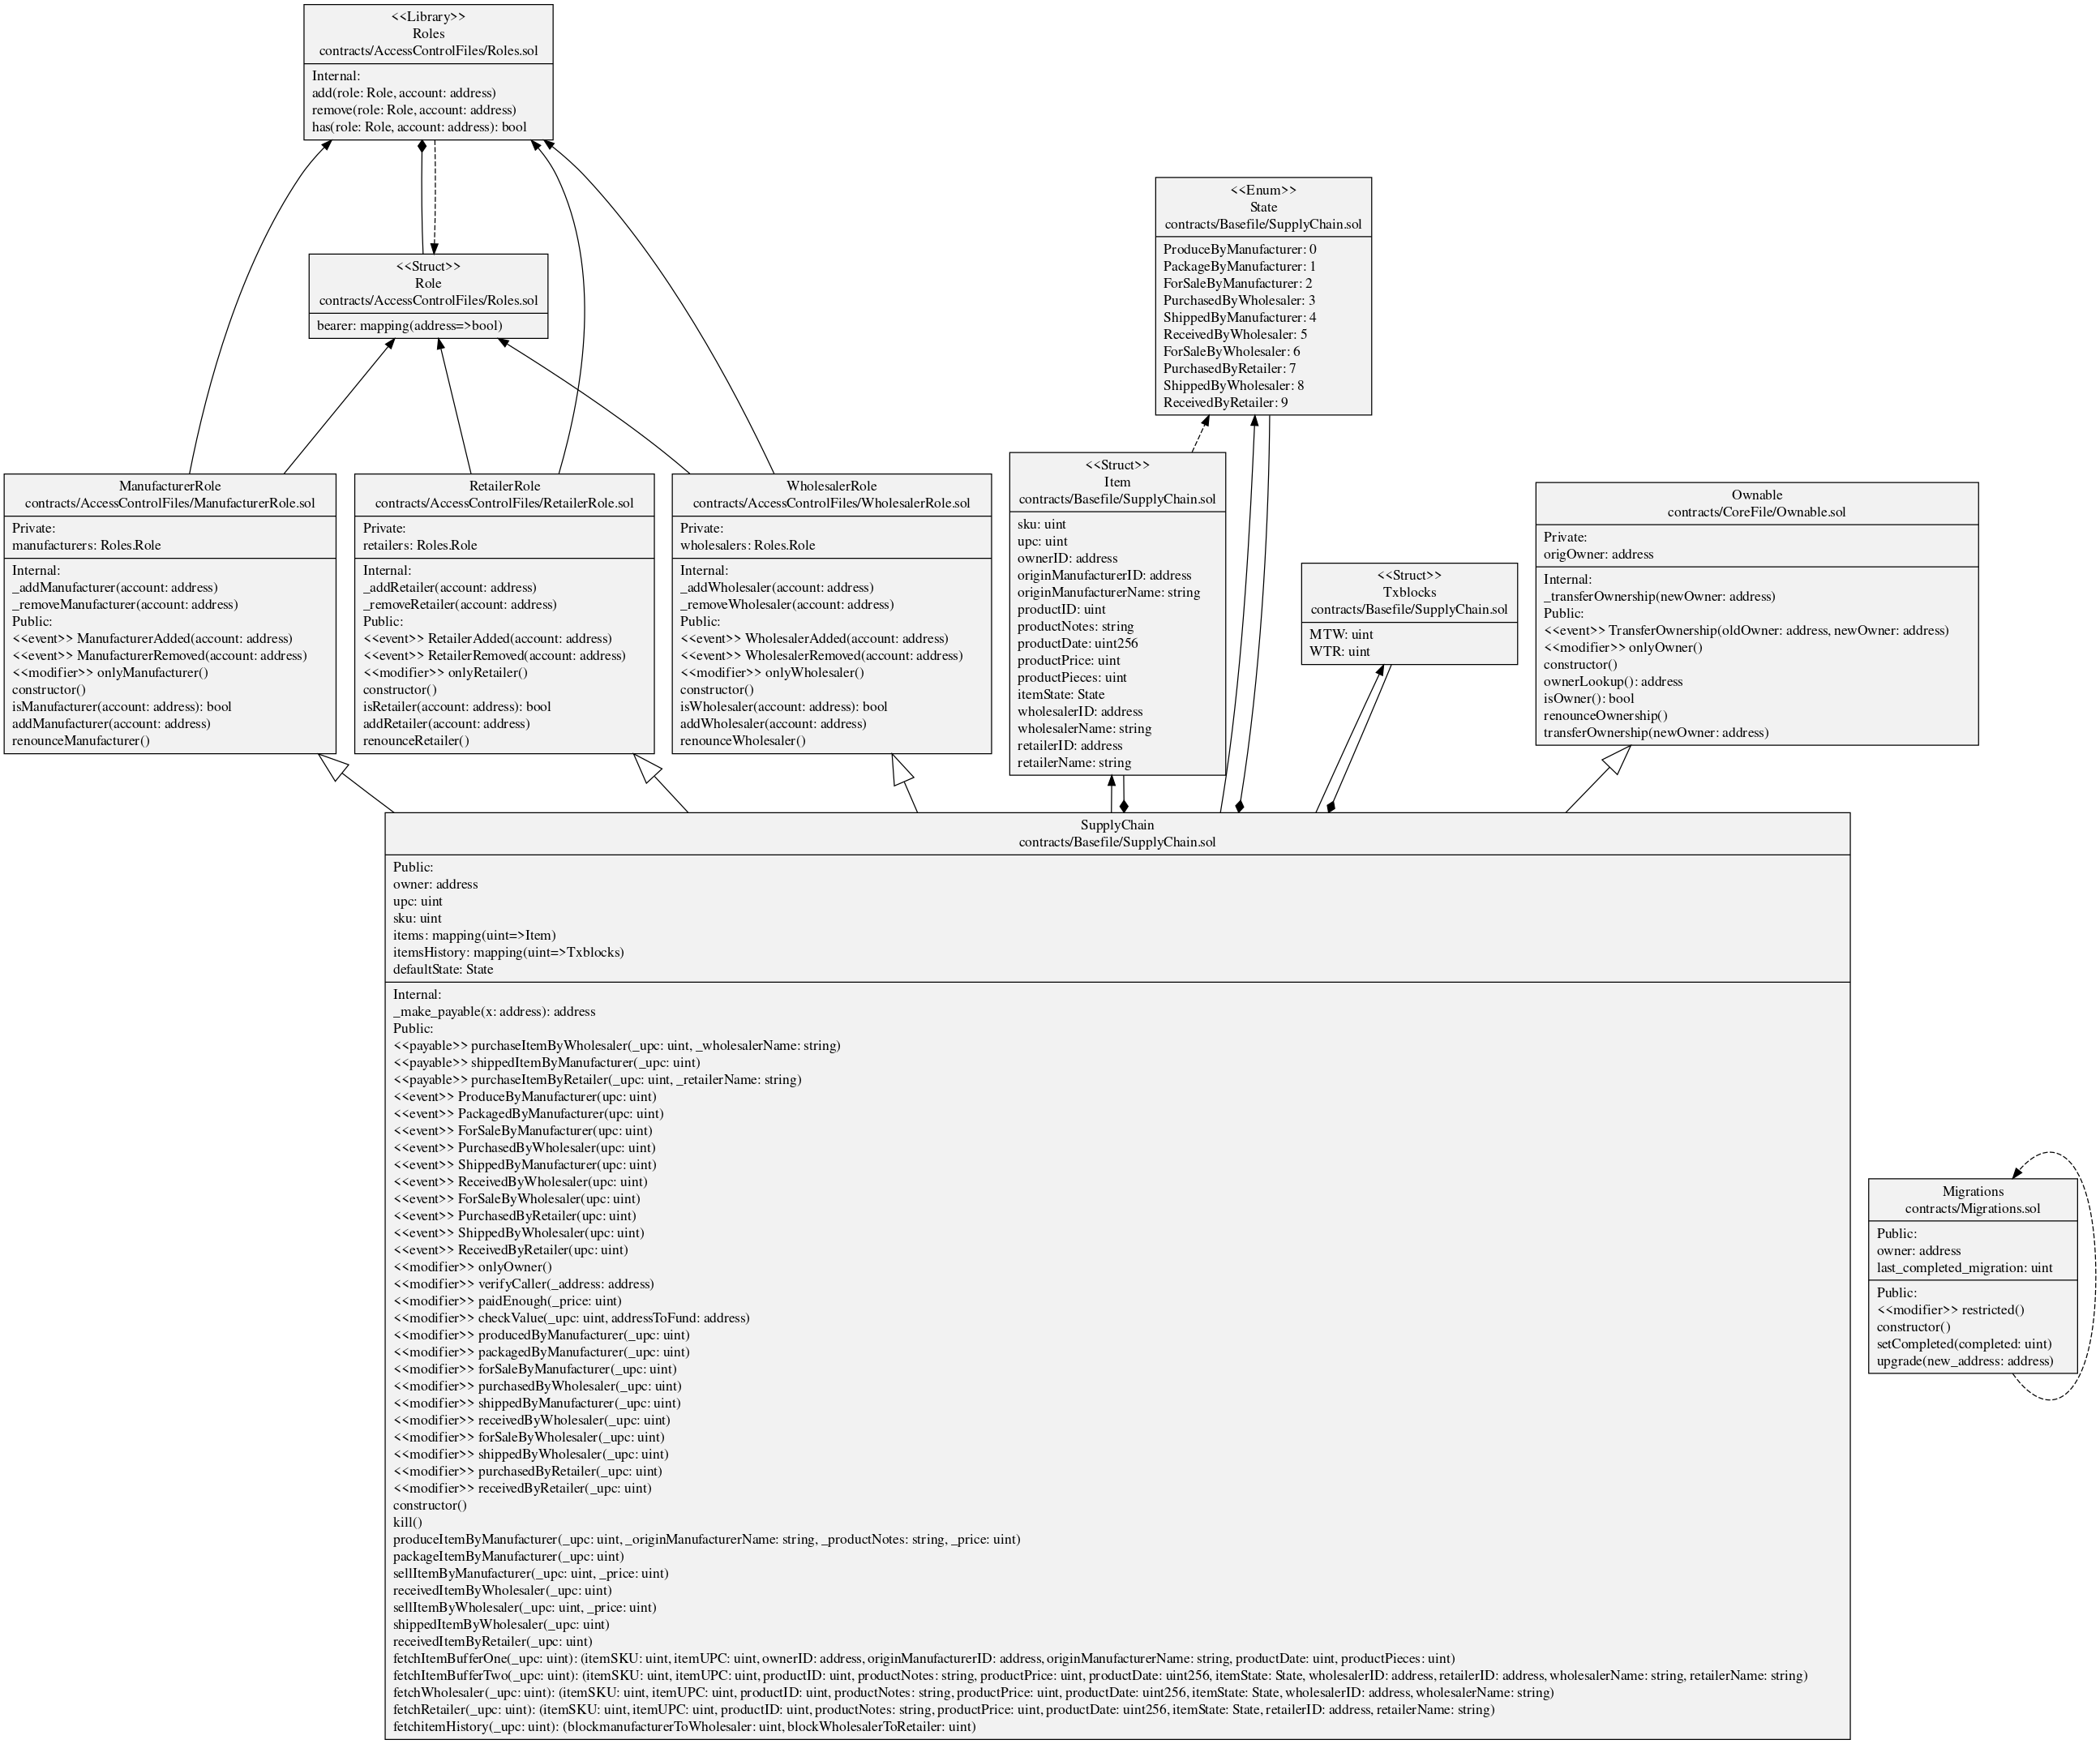 <<Library>>
Roles
contracts/AccessControlFiles/Roles.sol
Internal:
add(role: Role, account: address)
remove(role: Role, account: address)
has(role: Role, account: address): bool
<<Struct>>
Role
contracts/AccessControlFiles/Roles.sol
bearer: mapping(address=>bool)
<<Enum>>
State
contracts/Basefile/SupplyChain.sol
ProduceByManufacturer: 0
PackageByManufacturer: 1
ForSaleByManufacturer: 2
PurchasedByWholesaler: 3
ShippedByManufacturer: 4
ReceivedByWholesaler: 5
ForSaleByWholesaler: 6
PurchasedByRetailer: 7
ShippedByWholesaler: 8
ReceivedByRetailer: 9
ManufacturerRole
contracts/AccessControlFiles/ManufacturerRole.sol
Private:
manufacturers: Roles.Role
Internal:
_addManufacturer(account: address)
_removeManufacturer(account: address)
Public:
<<event>> ManufacturerAdded(account: address)
<<event>> ManufacturerRemoved(account: address)
<<modifier>> onlyManufacturer()
constructor()
isManufacturer(account: address): bool
addManufacturer(account: address)
renounceManufacturer()
RetailerRole
contracts/AccessControlFiles/RetailerRole.sol
Private:
retailers: Roles.Role
Internal:
_addRetailer(account: address)
_removeRetailer(account: address)
Public:
<<event>> RetailerAdded(account: address)
<<event>> RetailerRemoved(account: address)
<<modifier>> onlyRetailer()
constructor()
isRetailer(account: address): bool
addRetailer(account: address)
renounceRetailer()
WholesalerRole
contracts/AccessControlFiles/WholesalerRole.sol
Private:
wholesalers: Roles.Role
Internal:
_addWholesaler(account: address)
_removeWholesaler(account: address)
Public:
<<event>> WholesalerAdded(account: address)
<<event>> WholesalerRemoved(account: address)
<<modifier>> onlyWholesaler()
constructor()
isWholesaler(account: address): bool
addWholesaler(account: address)
renounceWholesaler()
<<Struct>>
Item
contracts/Basefile/SupplyChain.sol
sku: uint
upc: uint
ownerID: address
originManufacturerID: address
originManufacturerName: string
productID: uint
productNotes: string
productDate: uint256
productPrice: uint
productPieces: uint
itemState: State
wholesalerID: address
wholesalerName: string
retailerID: address
retailerName: string
<<Struct>>
Txblocks
contracts/Basefile/SupplyChain.sol
MTW: uint
WTR: uint
Ownable
contracts/CoreFile/Ownable.sol
Private:
origOwner: address
Internal:
_transferOwnership(newOwner: address)
Public:
<<event>> TransferOwnership(oldOwner: address, newOwner: address)
<<modifier>> onlyOwner()
constructor()
ownerLookup(): address
isOwner(): bool
renounceOwnership()
transferOwnership(newOwner: address)
SupplyChain
contracts/Basefile/SupplyChain.sol
Public:
owner: address
upc: uint
sku: uint
items: mapping(uint=>Item)
itemsHistory: mapping(uint=>Txblocks)
defaultState: State
Internal:
_make_payable(x: address): address
Public:
<<payable>> purchaseItemByWholesaler(_upc: uint, _wholesalerName: string)
<<payable>> shippedItemByManufacturer(_upc: uint)
<<payable>> purchaseItemByRetailer(_upc: uint, _retailerName: string)
<<event>> ProduceByManufacturer(upc: uint)
<<event>> PackagedByManufacturer(upc: uint)
<<event>> ForSaleByManufacturer(upc: uint)
<<event>> PurchasedByWholesaler(upc: uint)
<<event>> ShippedByManufacturer(upc: uint)
<<event>> ReceivedByWholesaler(upc: uint)
<<event>> ForSaleByWholesaler(upc: uint)
<<event>> PurchasedByRetailer(upc: uint)
<<event>> ShippedByWholesaler(upc: uint)
<<event>> ReceivedByRetailer(upc: uint)
<<modifier>> onlyOwner()
<<modifier>> verifyCaller(_address: address)
<<modifier>> paidEnough(_price: uint)
<<modifier>> checkValue(_upc: uint, addressToFund: address)
<<modifier>> producedByManufacturer(_upc: uint)
<<modifier>> packagedByManufacturer(_upc: uint)
<<modifier>> forSaleByManufacturer(_upc: uint)
<<modifier>> purchasedByWholesaler(_upc: uint)
<<modifier>> shippedByManufacturer(_upc: uint)
<<modifier>> receivedByWholesaler(_upc: uint)
<<modifier>> forSaleByWholesaler(_upc: uint)
<<modifier>> shippedByWholesaler(_upc: uint)
<<modifier>> purchasedByRetailer(_upc: uint)
<<modifier>> receivedByRetailer(_upc: uint)
constructor()
kill()
produceItemByManufacturer(_upc: uint, _originManufacturerName: string, _productNotes: string, _price: uint)
packageItemByManufacturer(_upc: uint)
sellItemByManufacturer(_upc: uint, _price: uint)
receivedItemByWholesaler(_upc: uint)
sellItemByWholesaler(_upc: uint, _price: uint)
shippedItemByWholesaler(_upc: uint)
receivedItemByRetailer(_upc: uint)
fetchItemBufferOne(_upc: uint): (itemSKU: uint, itemUPC: uint, ownerID: address, originManufacturerID: address, originManufacturerName: string, productDate: uint, productPieces: uint)
fetchItemBufferTwo(_upc: uint): (itemSKU: uint, itemUPC: uint, productID: uint, productNotes: string, productPrice: uint, productDate: uint256, itemState: State, wholesalerID: address, retailerID: address, wholesalerName: string, retailerName: string)
fetchWholesaler(_upc: uint): (itemSKU: uint, itemUPC: uint, productID: uint, productNotes: string, productPrice: uint, productDate: uint256, itemState: State, wholesalerID: address, wholesalerName: string)
fetchRetailer(_upc: uint): (itemSKU: uint, itemUPC: uint, productID: uint, productNotes: string, productPrice: uint, productDate: uint256, itemState: State, retailerID: address, retailerName: string)
fetchitemHistory(_upc: uint): (blockmanufacturerToWholesaler: uint, blockWholesalerToRetailer: uint)
Migrations
contracts/Migrations.sol
Public:
owner: address
last_completed_migration: uint
Public:
<<modifier>> restricted()
constructor()
setCompleted(completed: uint)
upgrade(new_address: address)